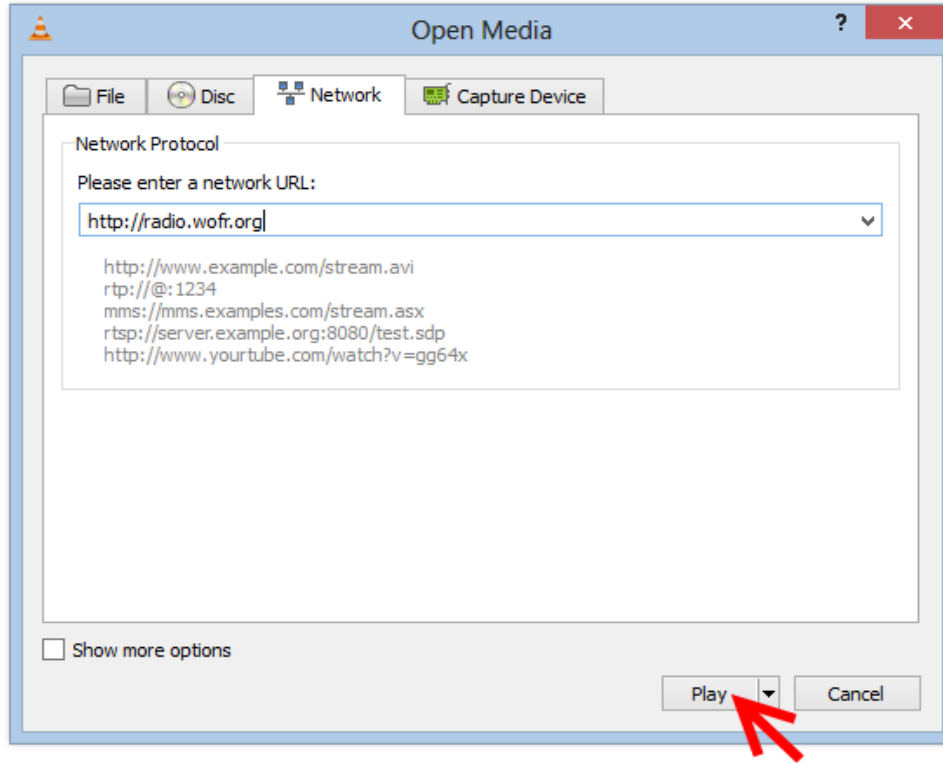 Open Media
?
File Disc Network Capture Device
Network Protocol
Please enter a network URL:
http://radio.wofr.org
http://www.example.com/stream.avi
rtp://@:1234
mms://mms.examples.com/stream.asx
rtsp://server.example.org:8080/test.sdp
http://www.yourtube.com/watch?v=gg64x
Show more options
Play Cancel